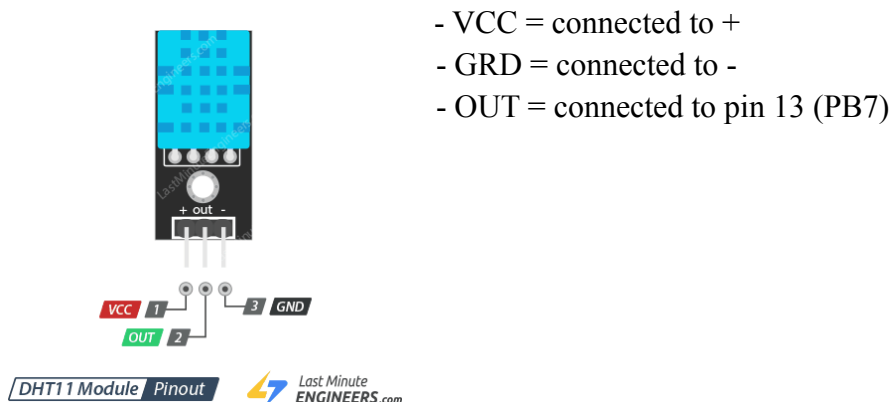 - VCC = connected to +
- GRD = connected to -
- OUT = connected to pin 13 (PB7)
+ out -
VCC 1
3 GND
OUT 2
DHT11 Module Pinout
Last Minute
ENGINEERS.com